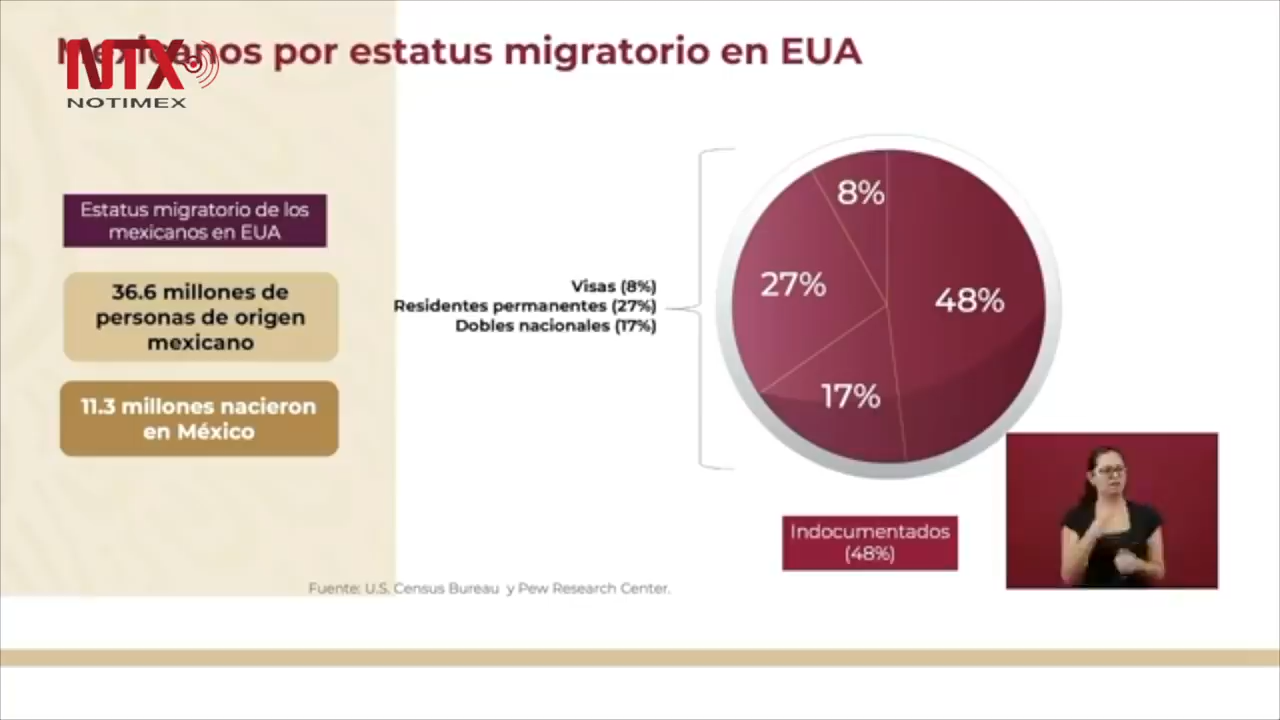 Mexicanos por estatus migratorio en EUA
NTX
NOTIMEX
Estatus migratorio de los
mexicanos en EUA
36.6 millones de
personas de origen
mexicano
11.3 millones nacieron
en México
Visas (8%)
Residentes permanentes (27%)
Dobles nacionales (17%)
8%
27%
48%
17%
Indocumentados
(48%)
Fuente: U.S. Census Bureau y Pew Research Center.